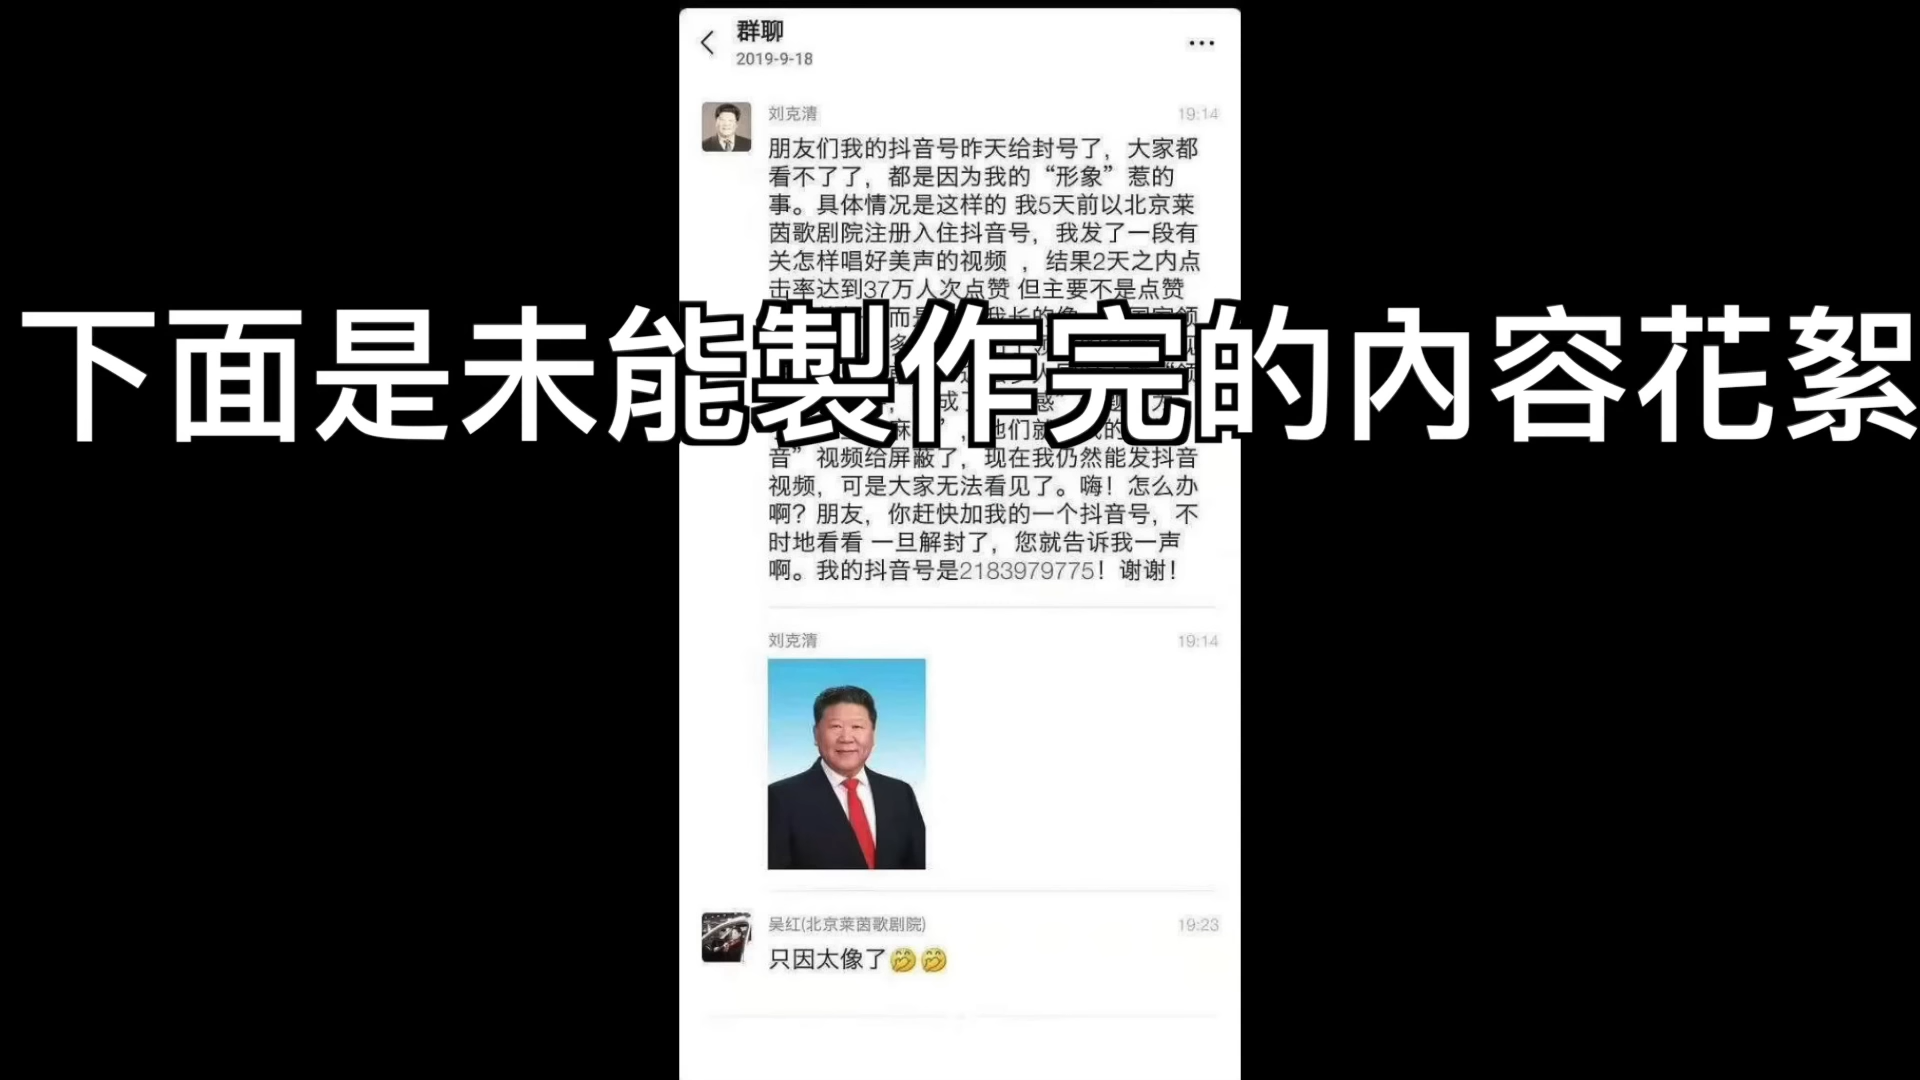 群聊
2019-9-18
刘克清
19:14
朋友们我的抖音号昨天给封号了，大家都
看不了了，都是因为我的“形象”惹的
事。具体情况是这样的 我5天前以北京莱
茵歌剧院注册入住抖音号，我发了一段有
关怎样唱好美声的视频 ，结果2天之内点
击率达到37万人次点赞 但主要不是点赞
下面是未能製作完的內容花絮
音”视频给屏蔽了，现在我仍然能发抖音
视频，可是大家无法看见了。嗨！怎么办
啊？朋友，你赶快加我的一个抖音号，不
时地看看 一旦解封了，您就告诉我一声
啊。我的抖音号是2183979775！谢谢！
刘克清
19:14
吴红(北京莱茵歌剧院)
19:23
只因太像了